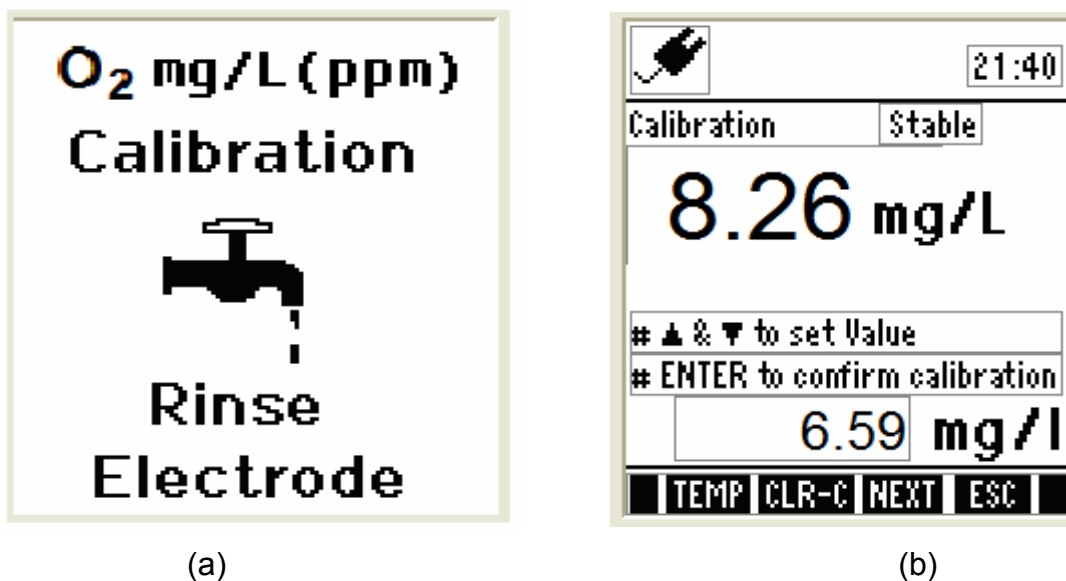 O₂ mg/L(ppm)
Calibration
Rinse
Electrode
(a)
21:40
Calibration Stable
8.26 mg/L
# ▲ & ▼ to set Value
# ENTER to confirm calibration
6.59 mg/l
TEMP CLR-C NEXT ESC
(b)